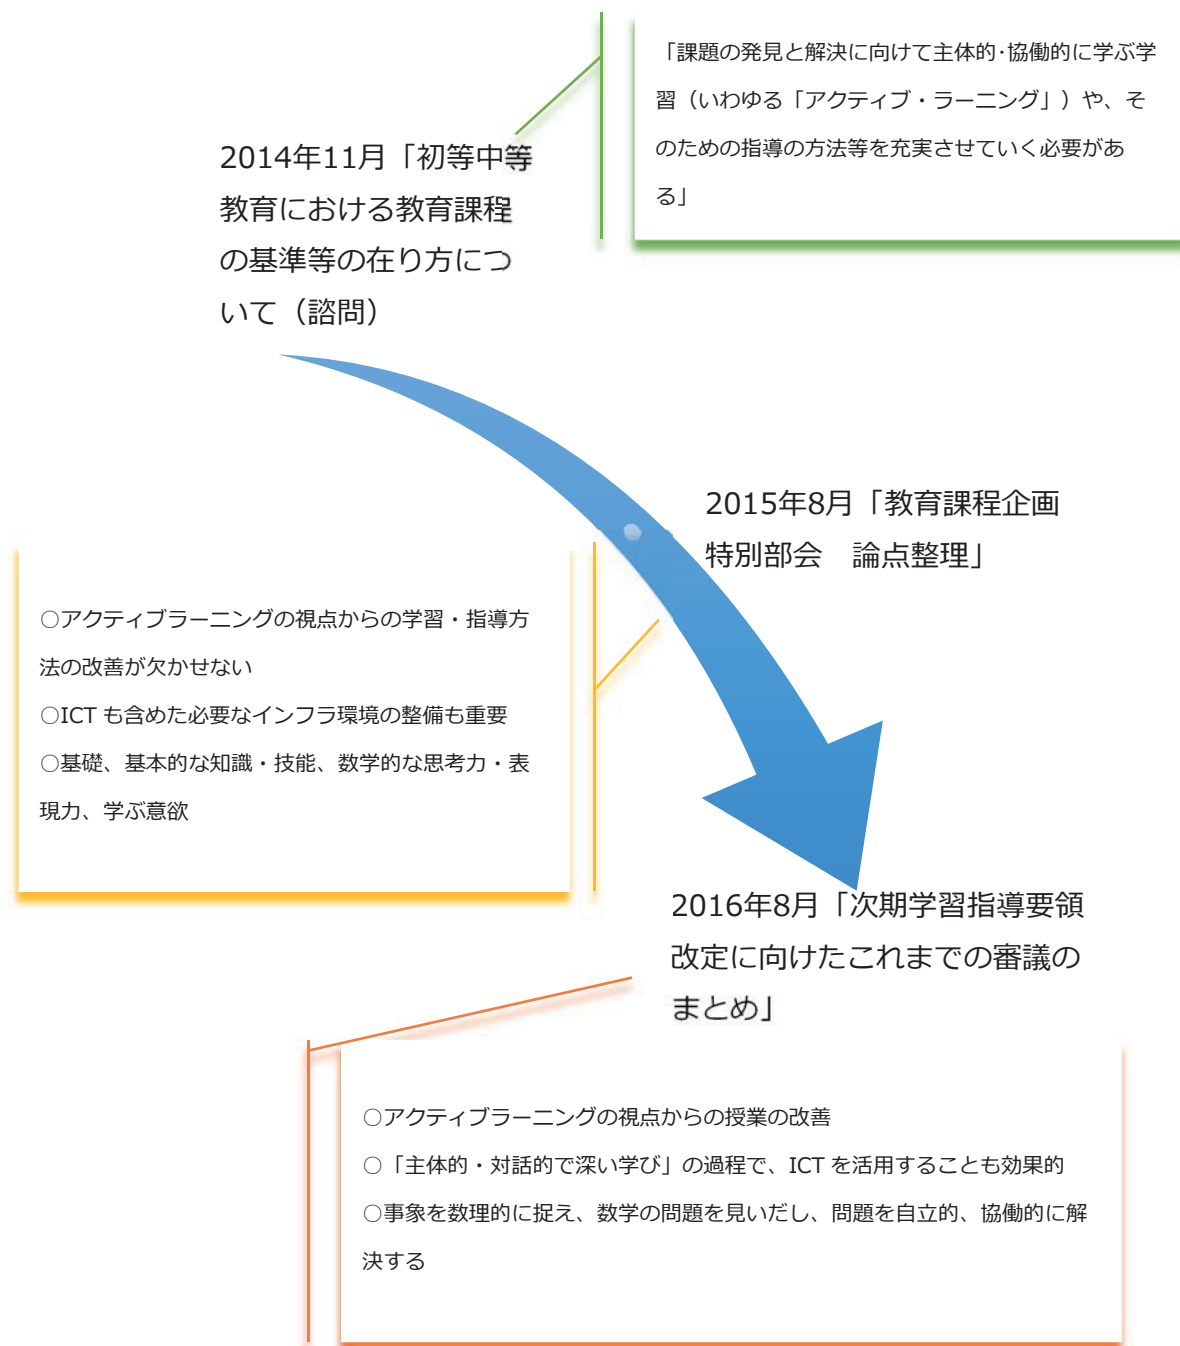 「課題の発見と解決に向けて主体的･協働的に学ぶ学
習（いわゆる「アクティブ・ラーニング」）や、そ
のための指導の方法等を充実させていく必要があ
る」
2014年11月「初等中等
教育における教育課程
の基準等の在り方につ
いて（諮問）
2015年8月「教育課程企画
特別部会　論点整理」
○アクティブラーニングの視点からの学習・指導方
法の改善が欠かせない
○ICT も含めた必要なインフラ環境の整備も重要
○基礎、基本的な知識・技能、数学的な思考力・表
現力、学ぶ意欲
2016年8月「次期学習指導要領
改定に向けたこれまでの審議の
まとめ」
○アクティブラーニングの視点からの授業の改善
○「主体的・対話的で深い学び」の過程で、ICT を活用することも効果的
○事象を数理的に捉え、数学の問題を見いだし、問題を自立的、協働的に解
決する